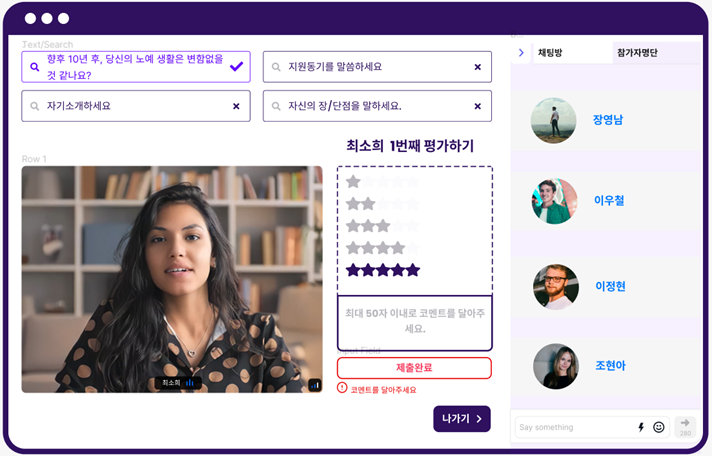 Text/Search
향후 10년 후, 당신의 노예 생활은 변함없을
것 같나요?
지원동기를 말씀하세요
자기소개하세요
자신의 장/단점을 말하세요.
Row 1
최소희
최소희 1번째 평가하기
최대 50자 이내로 코멘트를 달아주
세요.
제출완료
코멘트를 달아주세요
나가기
채팅방
참가자명단
장영남
이우철
이정현
조현아
Say something
280